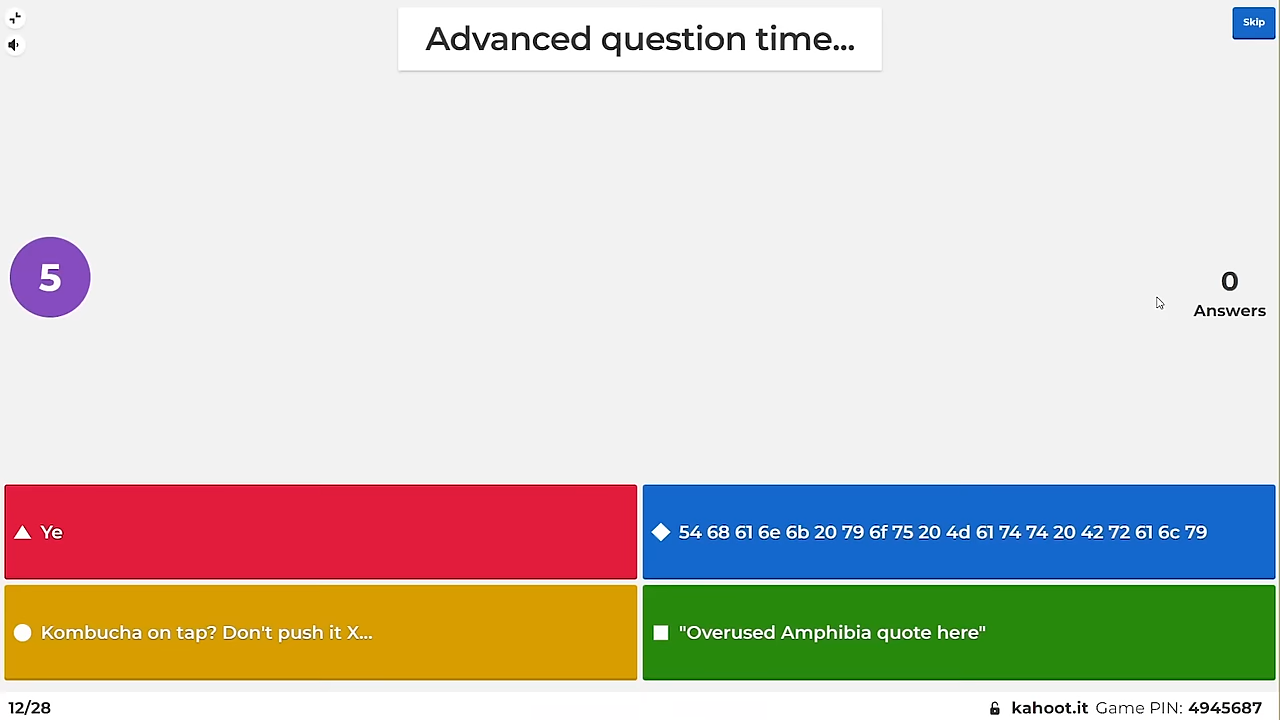 Skip
Advanced question time...
5
0
Answers
Ye
54 68 61 6e 6b 20 79 6f 75 20 4d 61 74 74 20 42 72 61 6c 79
Kombucha on tap? Don't push it X...
"Overused Amphibia quote here"
12/28
kahoot.it Game PIN: 4945687